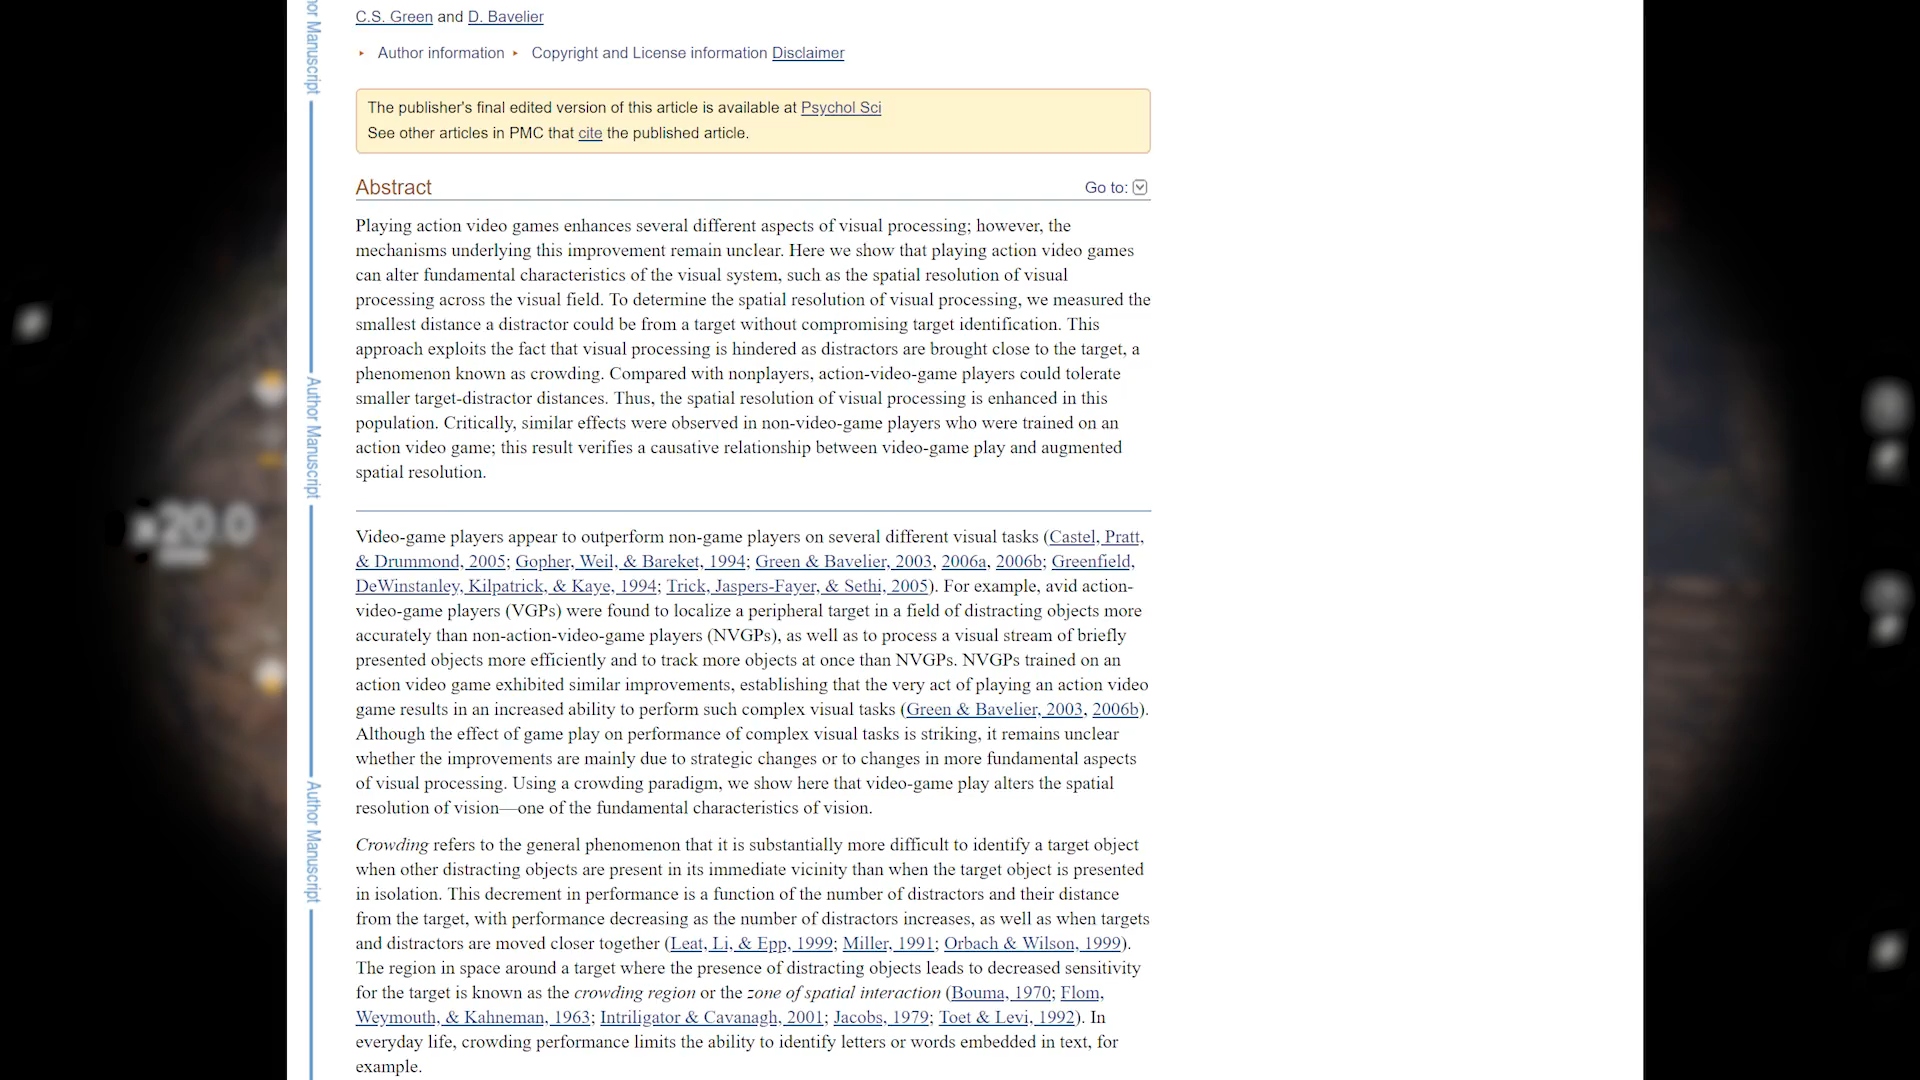 C.S. Green and D. Bavelier
Author information Copyright and License information Disclaimer
The publisher's final edited version of this article is available at Psychol Sci
See other articles in PMC that cite the published article.
Abstract
Go to:
Playing action video games enhances several different aspects of visual processing; however, the
mechanisms underlying this improvement remain unclear. Here we show that playing action video games
can alter fundamental characteristics of the visual system, such as the spatial resolution of visual
processing across the visual field. To determine the spatial resolution of visual processing, we measured the
smallest distance a distractor could be from a target without compromising target identification. This
approach exploits the fact that visual processing is hindered as distractors are brought close to the target, a
phenomenon known as crowding. Compared with nonplayers, action-video-game players could tolerate
smaller target-distractor distances. Thus, the spatial resolution of visual processing is enhanced in this
population. Critically, similar effects were observed in non-video-game players who were trained on an
action video game; this result verifies a causative relationship between video-game play and augmented
spatial resolution.
Video-game players appear to outperform non-game players on several different visual tasks (Castel, Pratt,
& Drummond, 2005; Gopher, Weil, & Bareket, 1994; Green & Bavelier, 2003, 2006a, 2006b; Greenfield,
DeWinstanley, Kilpatrick, & Kaye, 1994; Trick, Jaspers-Fayer, & Sethi, 2005). For example, avid action-
video-game players (VGPs) were found to localize a peripheral target in a field of distracting objects more
accurately than non-action-video-game players (NVGPs), as well as to process a visual stream of briefly
presented objects more efficiently and to track more objects at once than NVGPs. NVGPs trained on an
action video game exhibited similar improvements, establishing that the very act of playing an action video
game results in an increased ability to perform such complex visual tasks (Green & Bavelier, 2003, 2006b).
Although the effect of game play on performance of complex visual tasks is striking, it remains unclear
whether the improvements are mainly due to strategic changes or to changes in more fundamental aspects
of visual processing. Using a crowding paradigm, we show here that video-game play alters the spatial
resolution of vision—one of the fundamental characteristics of vision.
Crowding refers to the general phenomenon that it is substantially more difficult to identify a target object
when other distracting objects are present in its immediate vicinity than when the target object is presented
in isolation. This decrement in performance is a function of the number of distractors and their distance
from the target, with performance decreasing as the number of distractors increases, as well as when targets
and distractors are moved closer together (Leat, Li, & Epp, 1999; Miller, 1991; Orbach & Wilson, 1999).
The region in space around a target where the presence of distracting objects leads to decreased sensitivity
for the target is known as the crowding region or the zone of spatial interaction (Bouma, 1970; Flom,
Weymouth, & Kahneman, 1963; Intriligator & Cavanagh, 2001; Jacobs, 1979; Toet & Levi, 1992). In
everyday life, crowding performance limits the ability to identify letters or words embedded in text, for
example.
Manuscript
Author Manuscript
Author Manuscript
x20.0